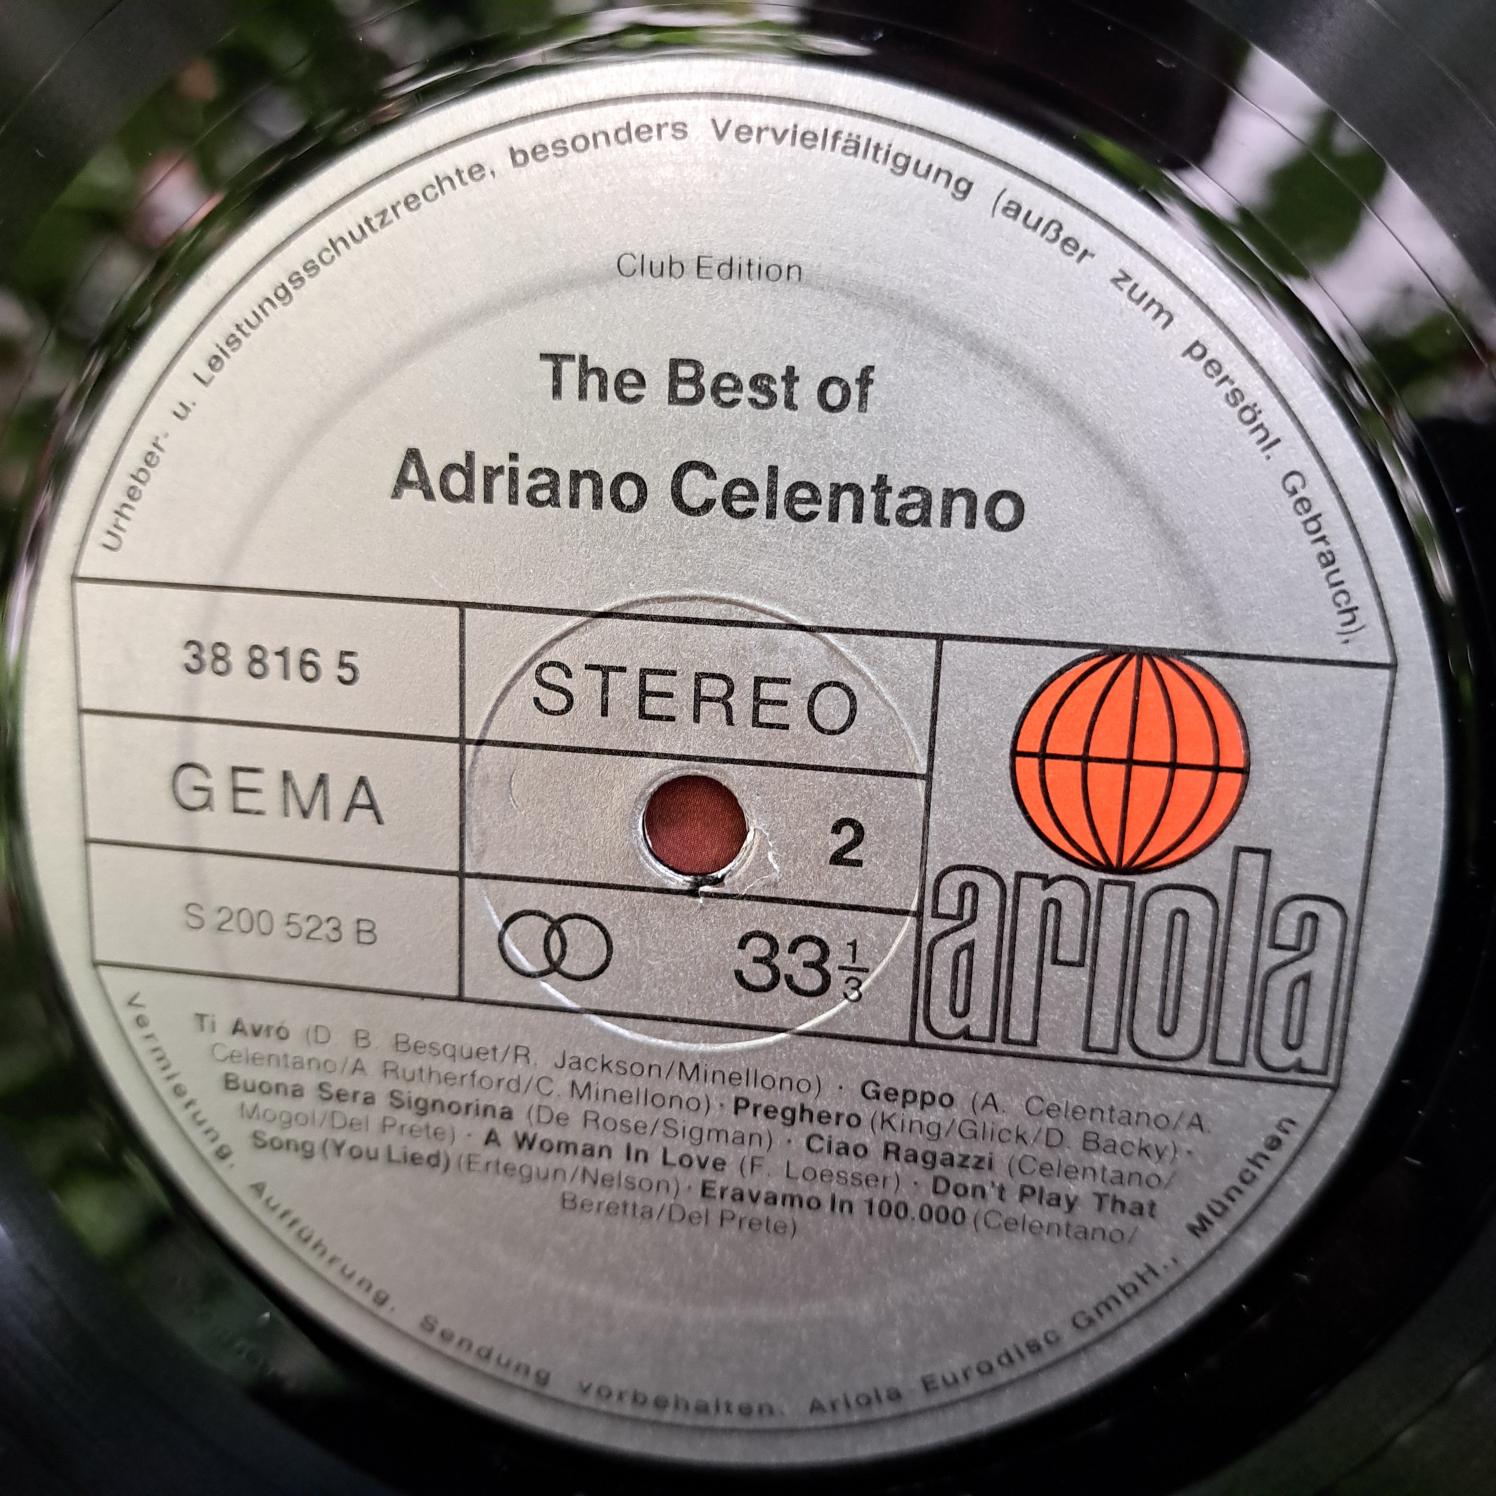 Urheber- u. Leistungsschutzrechte, besonders Vervielfältigung (außer zum persönl. Gebrauch),
Club Edition
The Best of
Adriano Celentano
38 816 5
STEREO
GEMA
2
S 200 523 B
33 1/3
ariola
Ti Avró (D. B. Besquet/R. Jackson/Minellono) · Geppo (A. Celentano/A.
Celentano/A Rutherford/C. Minellono) · Preghero (King/Glick/D. Backy) ·
Buona Sera Signorina (De Rose/Sigman) · Ciao Ragazzi (Celentano/
Mogol/Del Prete) · A Woman In Love (F. Loesser) · Don't Play That
Song (You Lied) (Ertegun/Nelson) · Eravamo In 100.000 (Celentano/
Beretta/Del Prete)
Vermietung, Aufführung, Sendung vorbehalten. Ariola Eurodisc GmbH., München